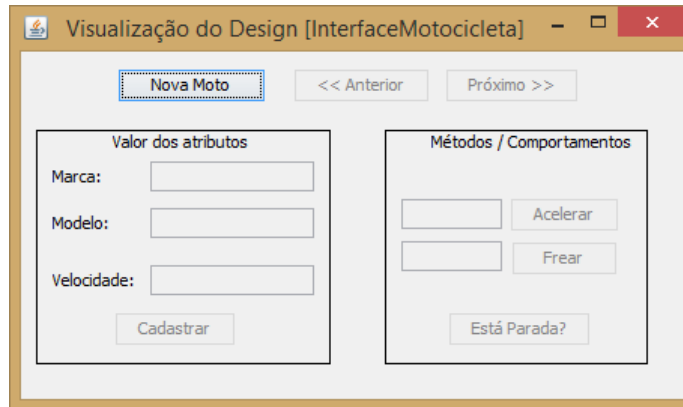 Visualização do Design [InterfaceMotocicleta]
Nova Moto
<< Anterior
Próximo >>
Valor dos atributos
Marca:
Modelo:
Velocidade:
Cadastrar
Métodos / Comportamentos
Acelerar
Frear
Está Parada?